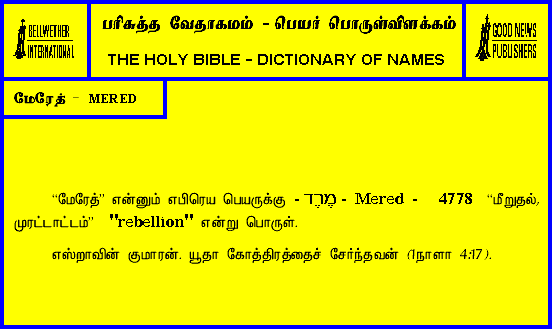 BELLWETHER
INTERNATIONAL
பரிசுத்த வேதாகமம் - பெயர் பொருள்விளக்கம்
THE HOLY BIBLE - DICTIONARY OF NAMES
GOOD NEWS
PUBLISHERS
மேரேத் - MERED
“மேரேத்” என்னும் எபிரெய பெயருக்கு - מֶרֶד - Mered - 4778 “மீறுதல்,
முரட்டாட்டம்” "rebellion" என்று பொருள்.
எஸ்றாவின் குமாரன். யூதா கோத்திரத்தைச் சேர்ந்தவன் (1நாளா 4:17).